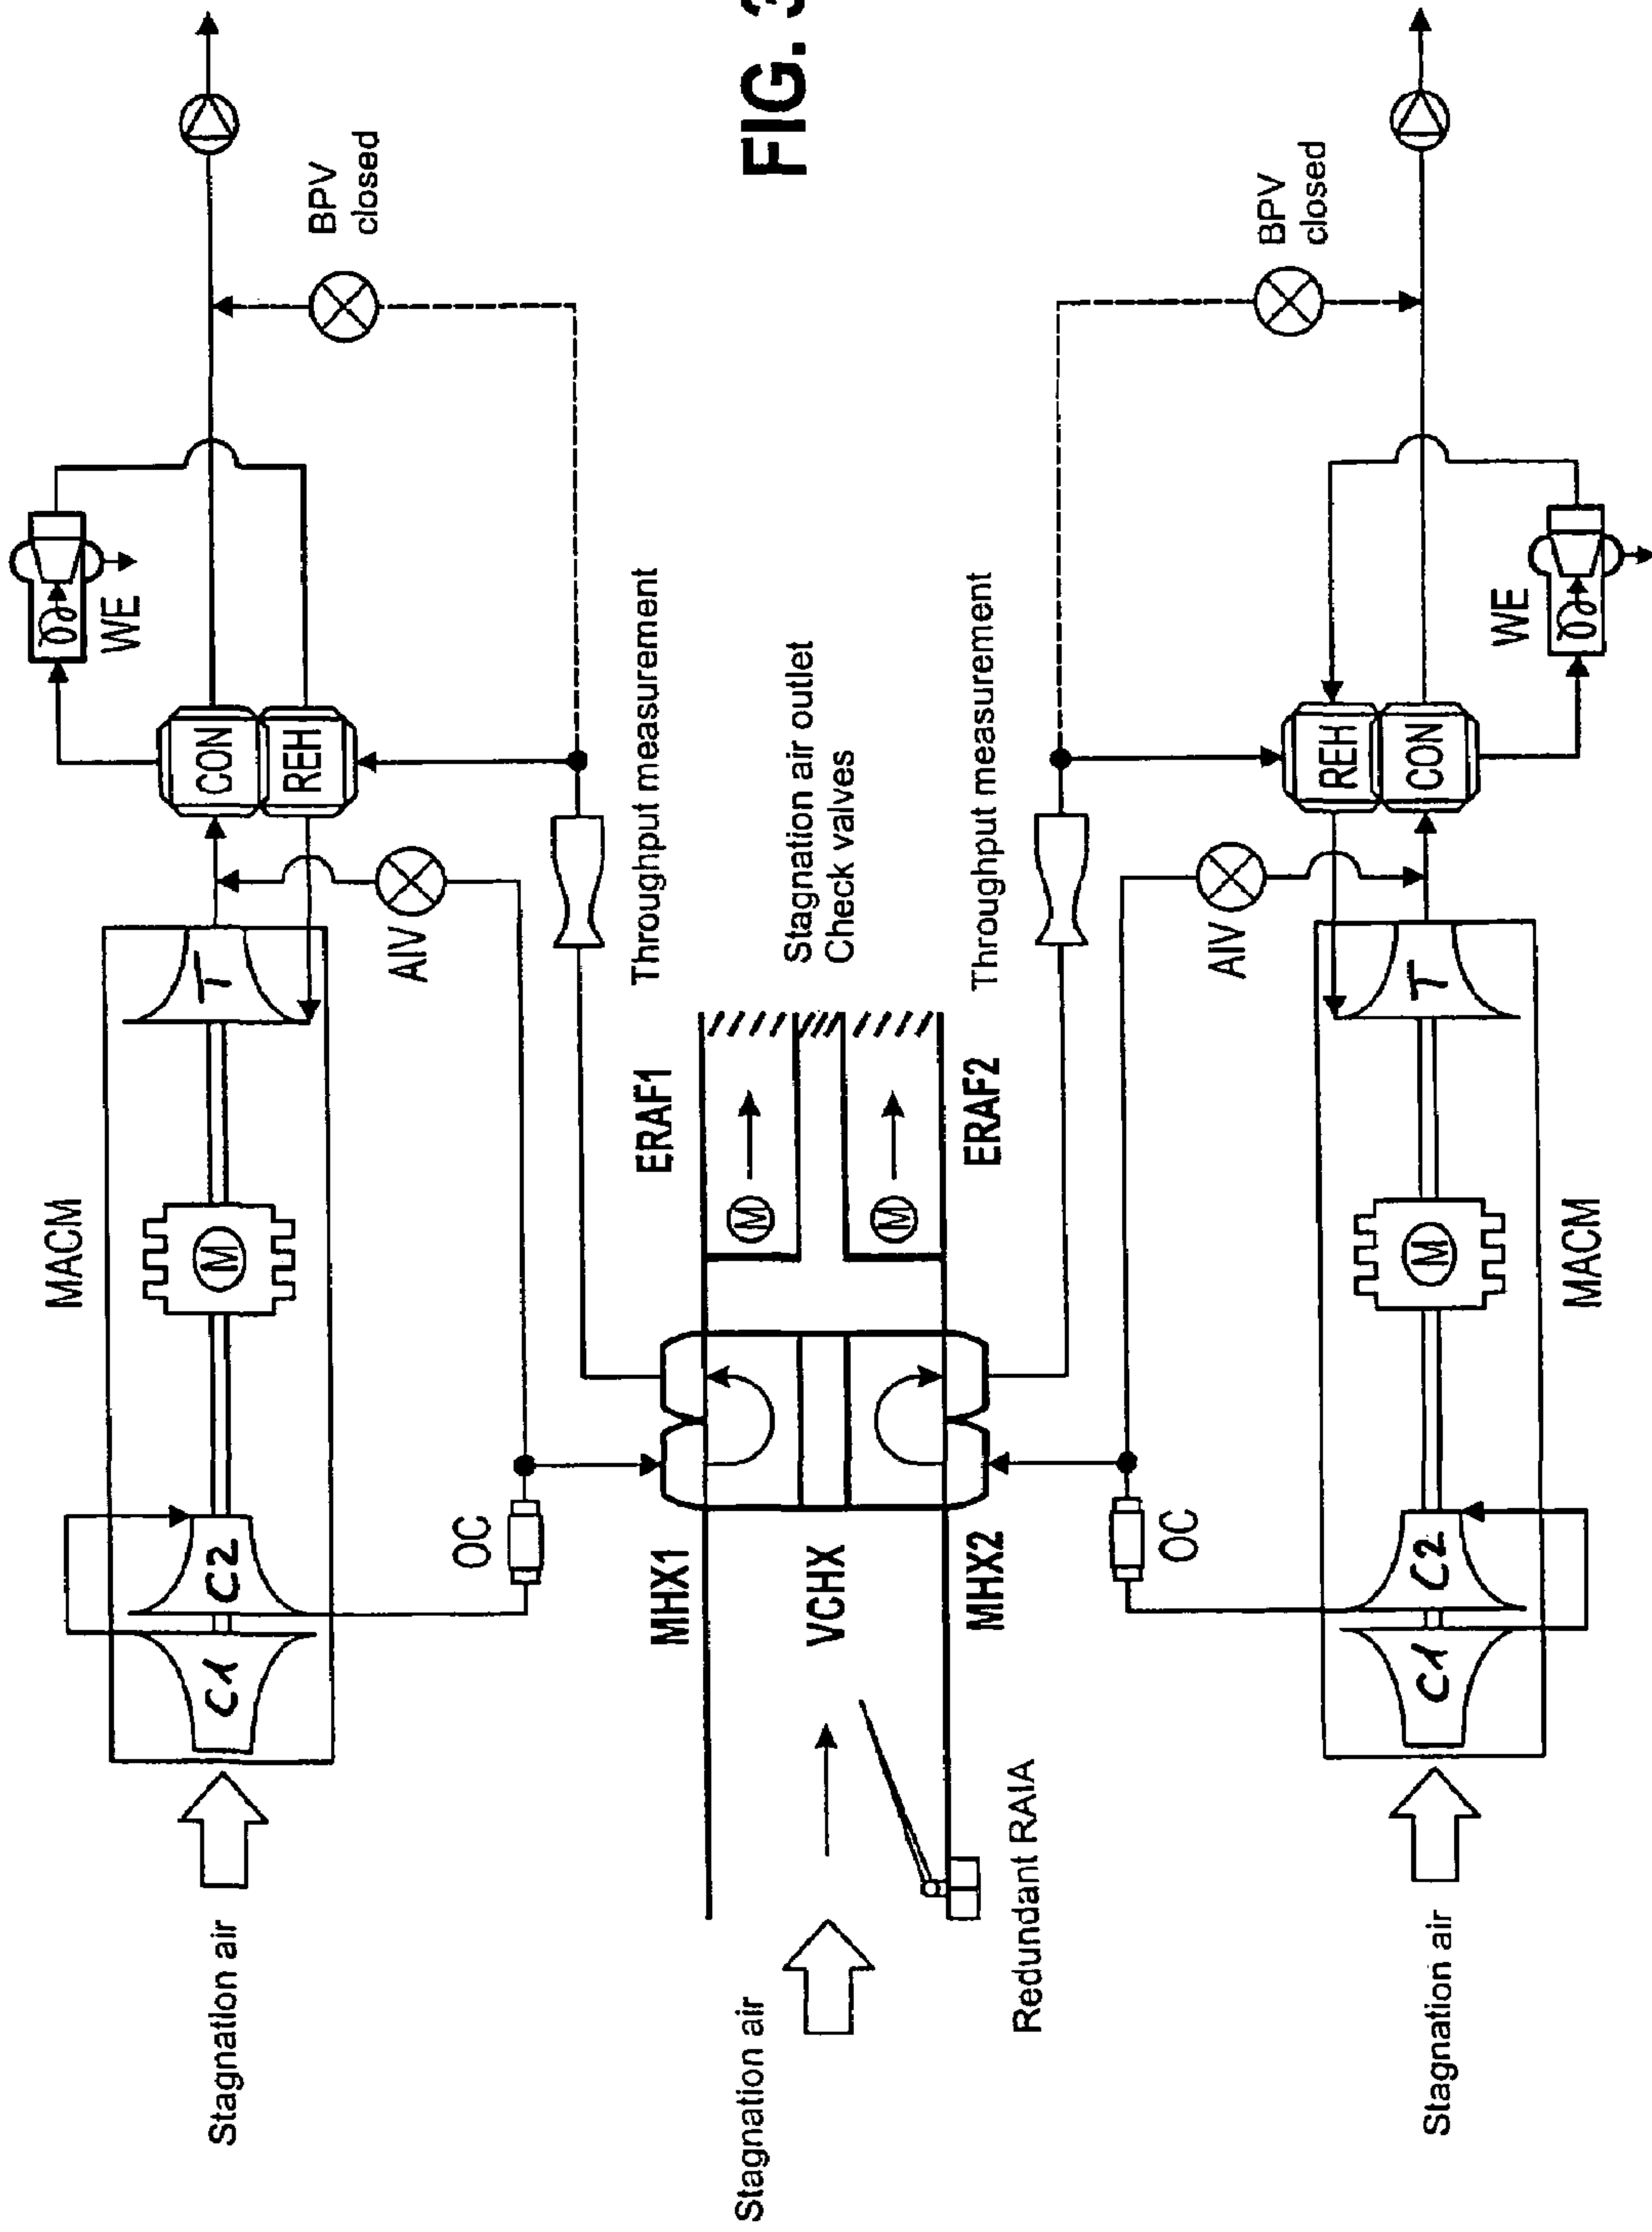 FIG. 3
Stagnation air
C1
C2
MACM
M
T
OC
AIV
CON
REH
WE
BPV
closed
Throughput measurement
Stagnation air
Redundant RAIA
MHX1
VCHX
MHX2
ERAF1
M
M
ERAF2
Stagnation air outlet
Check valves
Throughput measurement
OC
AIV
REH
CON
WE
BPV
closed
Stagnation air
C1
C2
M
T
MACM